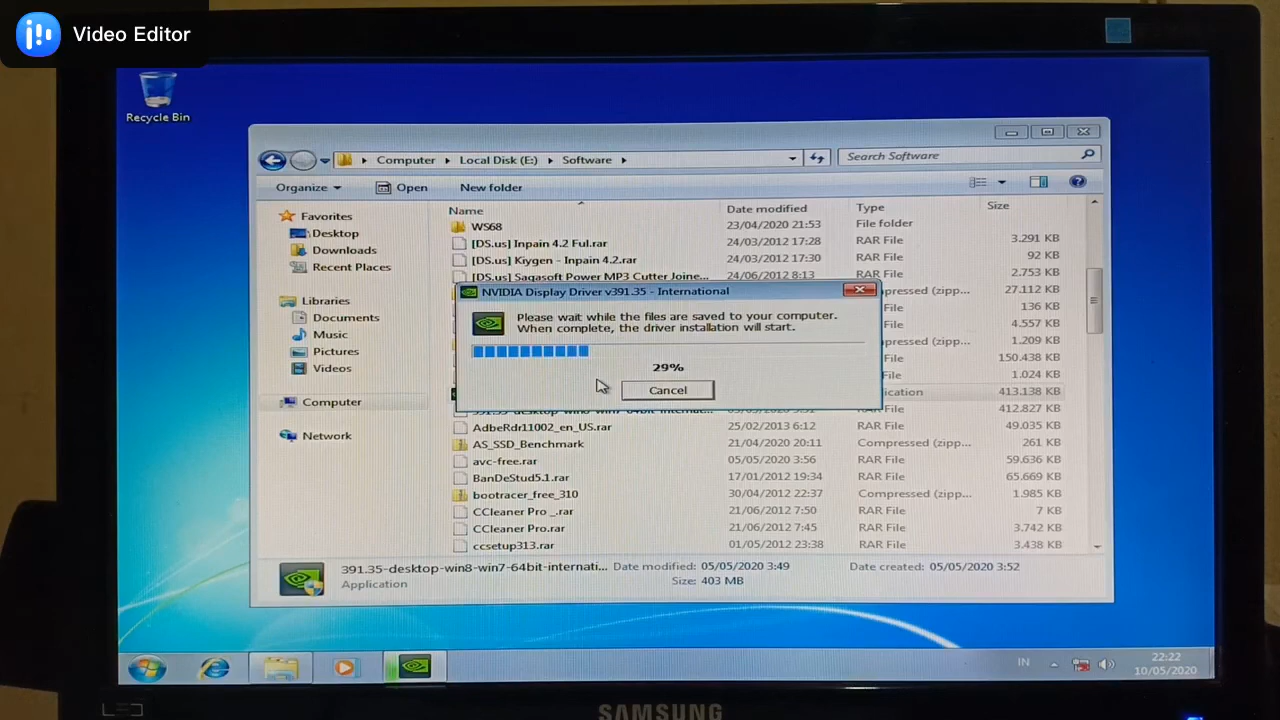 Video Editor
Recycle Bin
Computer Local Disk (E:) Software
Search Software
Organize Open New folder
Favorites
Desktop
Downloads
Recent Places
Libraries
Documents
Music
Pictures
Videos
Computer
Network
Name Date modified Type Size
WS68 23/04/2020 21:53 File folder
[DS.us] Inpain 4.2 Ful.rar 24/03/2012 17:28 RAR File 3.291 KB
[DS.us] Kiygen - Inpain 4.2.rar 24/03/2012 17:30 RAR File 92 KB
[DS.us] Sagasoft Power MP3 Cutter Joine... 24/06/2012 8:13 RAR File 2.753 KB
pressed (zipp... 27.112 KB
RAR File 136 KB
RAR File 4.557 KB
pressed (zipp... 1.209 KB
RAR File 150.438 KB
RAR File 1.024 KB
ication 413.138 KB
RAR File 412.827 KB
NVIDIA Display Driver v391.35 - International
Please wait while the files are saved to your computer.
When complete, the driver installation will start.
29%
Cancel
AdbeRdr11002_en_US.rar 25/02/2013 6:12 RAR File 49.035 KB
AS_SSD_Benchmark 21/04/2020 20:11 Compressed (zipp... 261 KB
avc-free.rar 05/05/2020 3:56 RAR File 59.636 KB
BanDeStud5.1.rar 17/01/2012 19:34 RAR File 65.669 KB
bootracer_free_310 30/04/2012 22:37 Compressed (zipp... 1.985 KB
CCleaner Pro _.rar 21/06/2012 7:50 RAR File 7 KB
CCleaner Pro.rar 21/06/2012 7:45 RAR File 3.742 KB
ccsetup313.rar 01/05/2012 23:38 RAR File 3.438 KB
391.35-desktop-win8-win7-64bit-internati... Date modified: 05/05/2020 3:49 Date created: 05/05/2020 3:52
Application Size: 403 MB
IN 22:22
10/05/2020
SAMSUNG